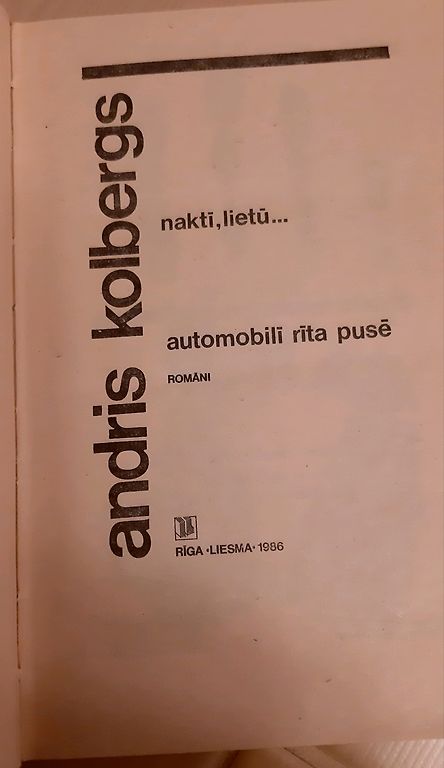 andris kolbergs
naktī, lietū...
automobilī rīta pusē
ROMĀNI
RĪGA •LIESMA• 1986